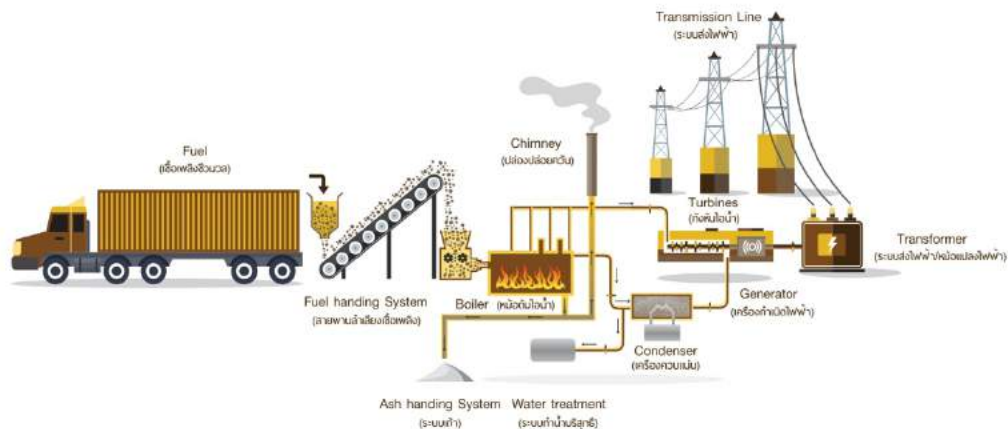 Transmission Line
(ระบบส่งไฟฟ้า)
Chimney
(ปล่องปล่อยควัน)
Fuel
(เชื้อเพลิงชีวมวล)
Turbines
(กังหันไอน้ำ)
Transformer
(ระบบส่งไฟฟ้า/หม้อแปลงไฟฟ้า)
Generator
(เครื่องกำเนิดไฟฟ้า)
Fuel handing System
(สายพานลำเลียงเชื้อเพลิง)
Boiler (หม้อต้มไอน้ำ)
Condenser
(เครื่องควบแน่น)
Ash handing System
(ระบบเถ้า)
Water treatment
(ระบบทำน้ำบริสุทธิ์)